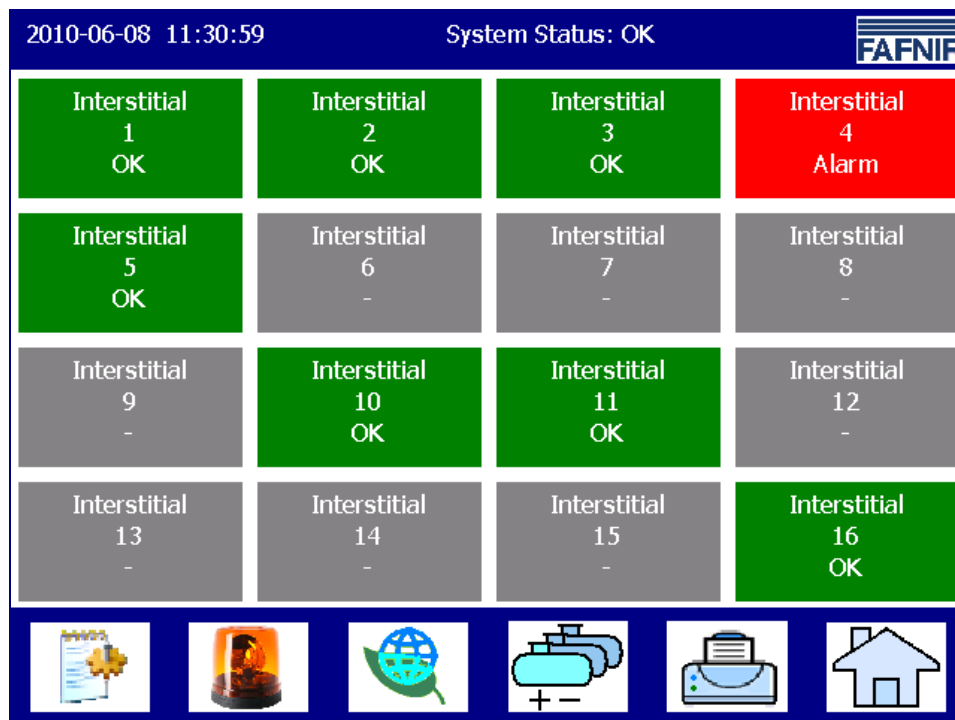 2010-06-08 11:30:59 System Status: OK FAFNIR
Interstitial Interstitial Interstitial Interstitial
1 2 3 4
OK OK OK Alarm
Interstitial Interstitial Interstitial Interstitial
5 6 7 8
OK - - -
Interstitial Interstitial Interstitial Interstitial
9 10 11 12
- OK OK -
Interstitial Interstitial Interstitial Interstitial
13 14 15 16
- - - OK
+ -